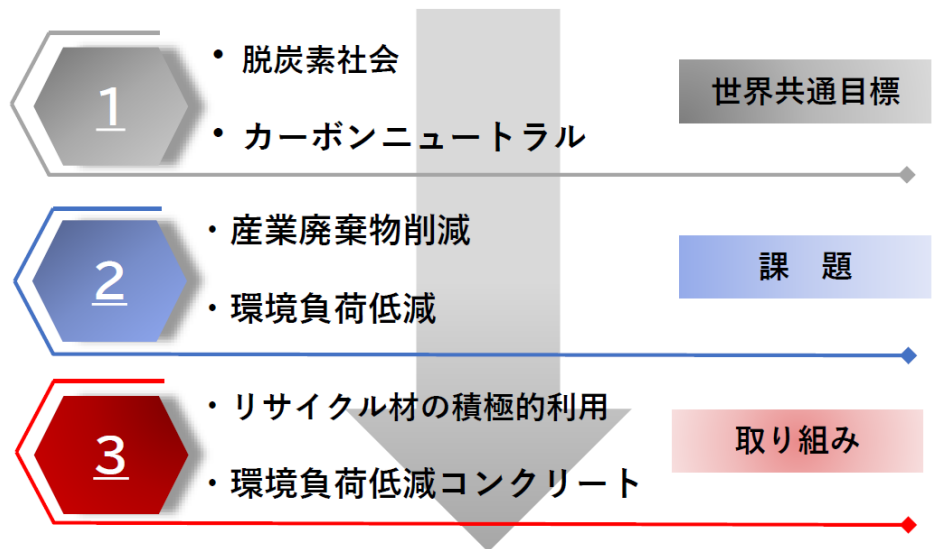 1
• 脱炭素社会
• カーボンニュートラル
世界共通目標
2
・産業廃棄物削減
・環境負荷低減
課　題
3
・リサイクル材の積極的利用
・環境負荷低減コンクリート
取り組み